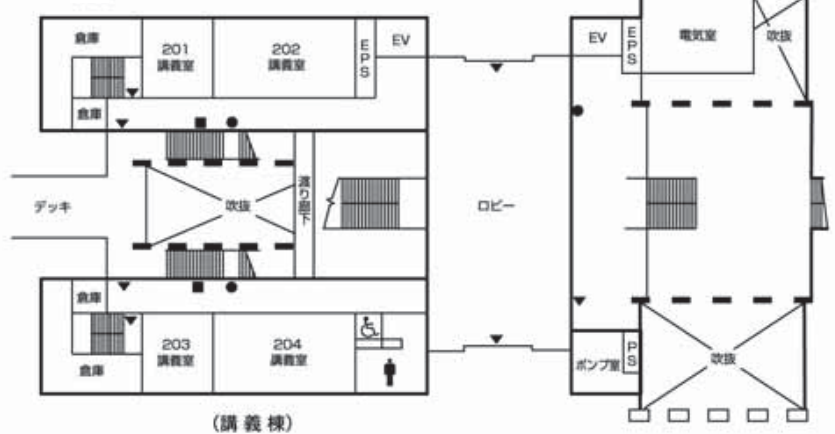 倉庫
201
講義室
202
講義室
EPS
EV
EV
EPS
電気室
吹抜
倉庫
デッキ
吹抜
渡り廊下
ロビー
倉庫
203
講義室
204
講義室
倉庫
ポンプ室
PS
吹抜
(講義棟)